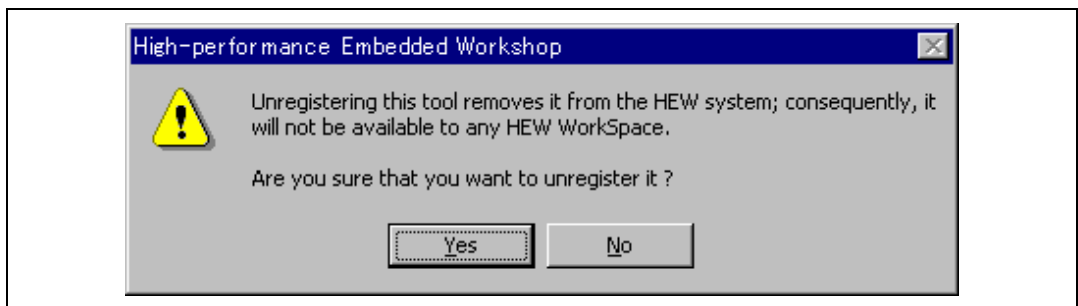 High-performance Embedded Workshop
Unregistering this tool removes it from the HEW system; consequently, it
will not be available to any HEW WorkSpace.
Are you sure that you want to unregister it ?
Yes
No